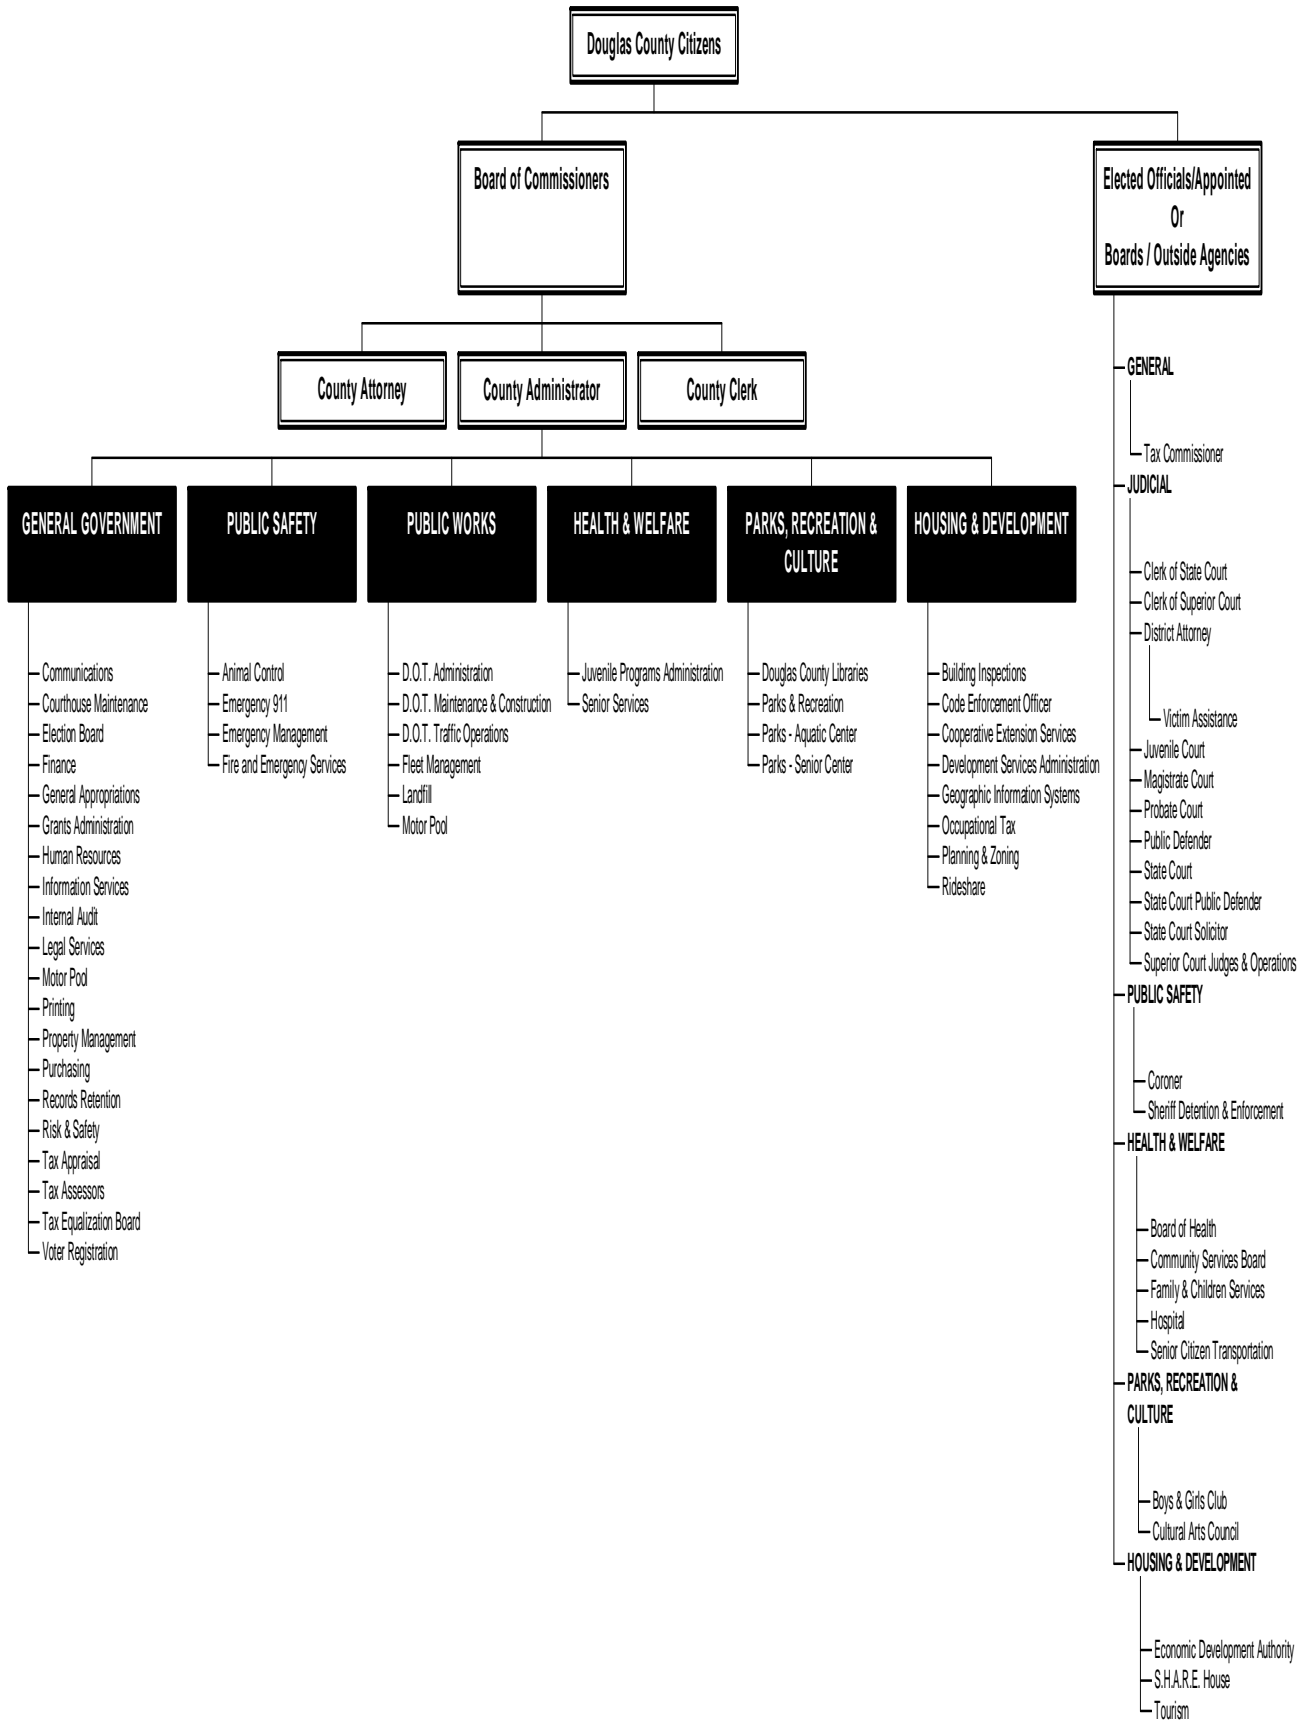 Douglas County Citizens
Board of Commissioners
Elected Officials/Appointed
Or
Boards / Outside Agencies
County Attorney
County Administrator
County Clerk
GENERAL GOVERNMENT
Communications
Courthouse Maintenance
Election Board
Finance
General Appropriations
Grants Administration
Human Resources
Information Services
Internal Audit
Legal Services
Motor Pool
Printing
Property Management
Purchasing
Records Retention
Risk & Safety
Tax Appraisal
Tax Assessors
Tax Equalization Board
Voter Registration
PUBLIC SAFETY
Animal Control
Emergency 911
Emergency Management
Fire and Emergency Services
PUBLIC WORKS
D.O.T. Administration
D.O.T. Maintenance & Construction
D.O.T. Traffic Operations
Fleet Management
Landfill
Motor Pool
HEALTH & WELFARE
Juvenile Programs Administration
Senior Services
PARKS, RECREATION &
CULTURE
Douglas County Libraries
Parks & Recreation
Parks - Aquatic Center
Parks - Senior Center
HOUSING & DEVELOPMENT
Building Inspections
Code Enforcement Officer
Cooperative Extension Services
Development Services Administration
Geographic Information Systems
Occupational Tax
Planning & Zoning
Rideshare
GENERAL
Tax Commissioner
JUDICIAL
Clerk of State Court
Clerk of Superior Court
District Attorney
Victim Assistance
Juvenile Court
Magistrate Court
Probate Court
Public Defender
State Court
State Court Public Defender
State Court Solicitor
Superior Court Judges & Operations
PUBLIC SAFETY
Coroner
Sheriff Detention & Enforcement
HEALTH & WELFARE
Board of Health
Community Services Board
Family & Children Services
Hospital
Senior Citizen Transportation
PARKS, RECREATION &
CULTURE
Boys & Girls Club
Cultural Arts Council
HOUSING & DEVELOPMENT
Economic Development Authority
S.H.A.R.E. House
Tourism